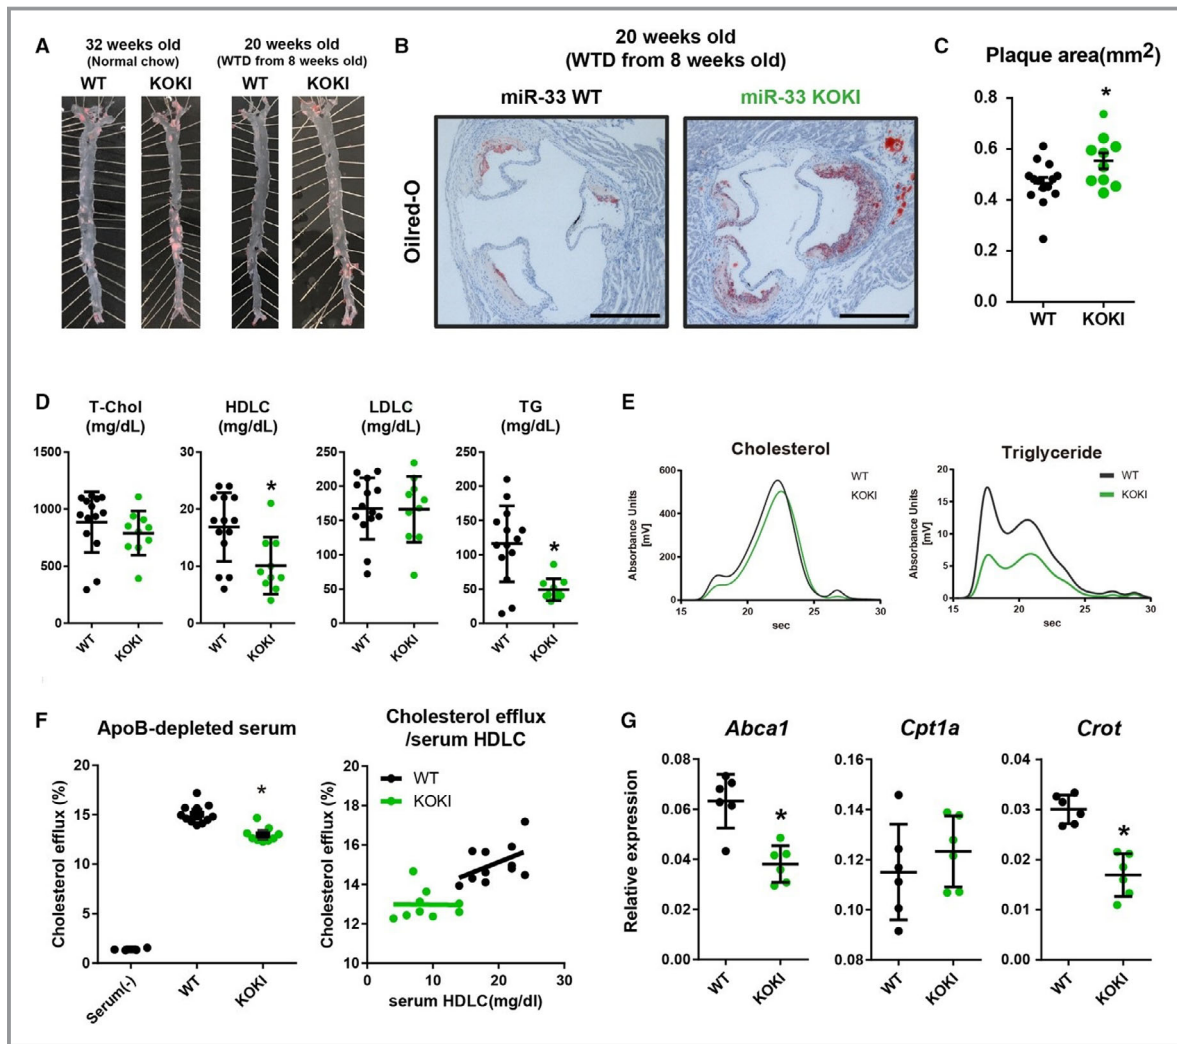 A
32 weeks old
(Normal chow)
WT
KOKI
20 weeks old
(WTD from 8 weeks old)
WT
KOKI
B
20 weeks old
(WTD from 8 weeks old)
miR-33 WT
miR-33 KOKI
Oilred-O
C
Plaque area(mm2)
*
0.8
0.6
0.4
0.2
0.0
WT
KOKI
D
T-Chol
(mg/dL)
1500
1000
500
0
WT
KOKI
HDLC
(mg/dL)
30
20
10
0
*
WT
KOKI
LDLC
(mg/dL)
250
200
150
100
50
0
WT
KOKI
TG
(mg/dL)
250
200
150
100
50
0
*
WT
KOKI
E
Cholesterol
WT
KOKI
Absorbance Units
[mV]
600
400
200
0
15
20
25
30
sec
Triglyceride
WT
KOKI
Absorbance Units
[mV]
20
15
10
5
0
15
20
25
30
sec
F
ApoB-depleted serum
Cholesterol efflux (%)
20
15
10
5
0
*
Serum(-)
WT
KOKI
Cholesterol efflux
/serum HDLC
WT
KOKI
Cholesterol efflux (%)
20
18
16
14
12
10
0
10
20
30
serum HDLC(mg/dl)
G
Relative expression
Abca1
0.08
0.06
0.04
0.02
0.00
*
WT
KOKI
Cpt1a
0.16
0.14
0.12
0.10
0.08
WT
KOKI
Crot
0.04
0.03
0.02
0.01
0.00
*
WT
KOKI